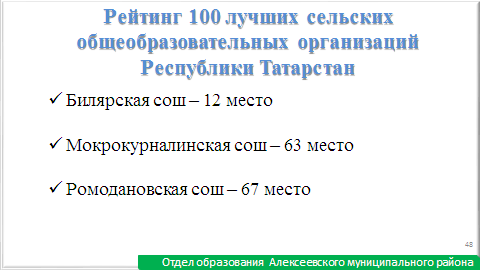 Рейтинг 100 лучших сельских
общеобразовательных организаций
Республики Татарстан
✓ Билярская сош – 12 место
✓ Мокрокурналинская сош – 63 место
✓ Ромодановская сош – 67 место
48
Отдел образования Алексеевского муниципального района